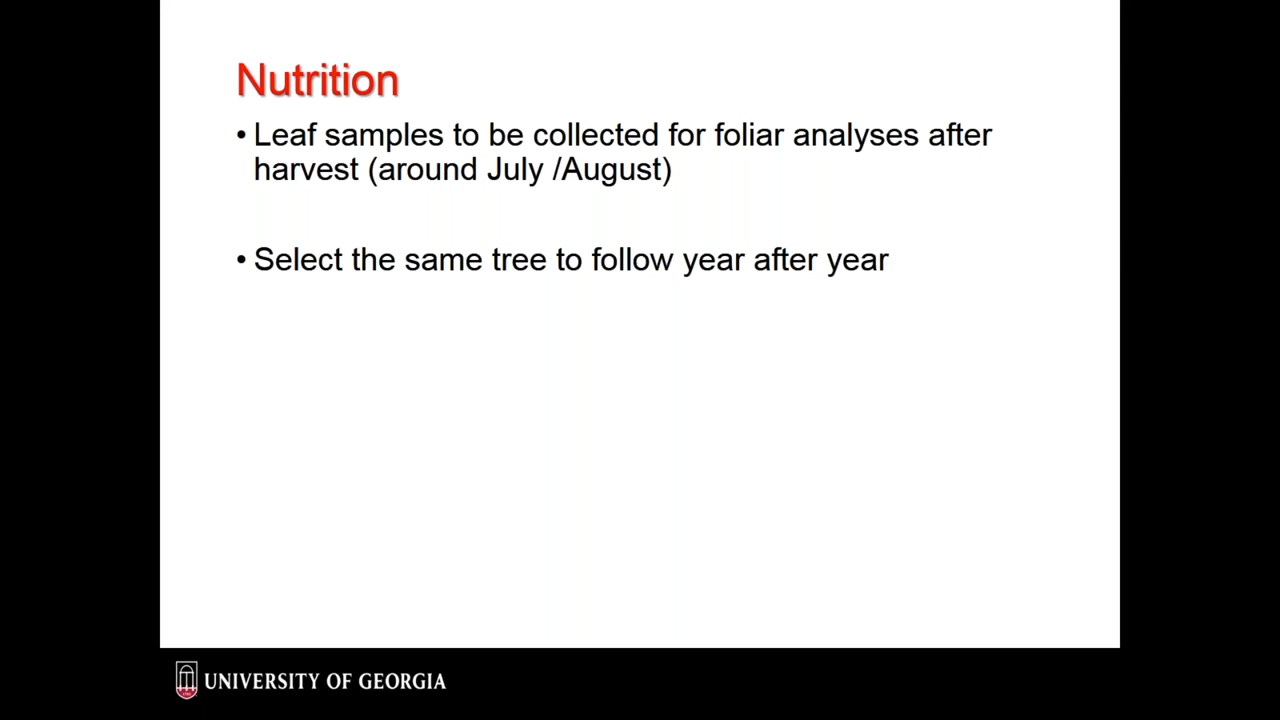 Nutrition
• Leaf samples to be collected for foliar analyses after
harvest (around July /August)
• Select the same tree to follow year after year
UNIVERSITY OF GEORGIA